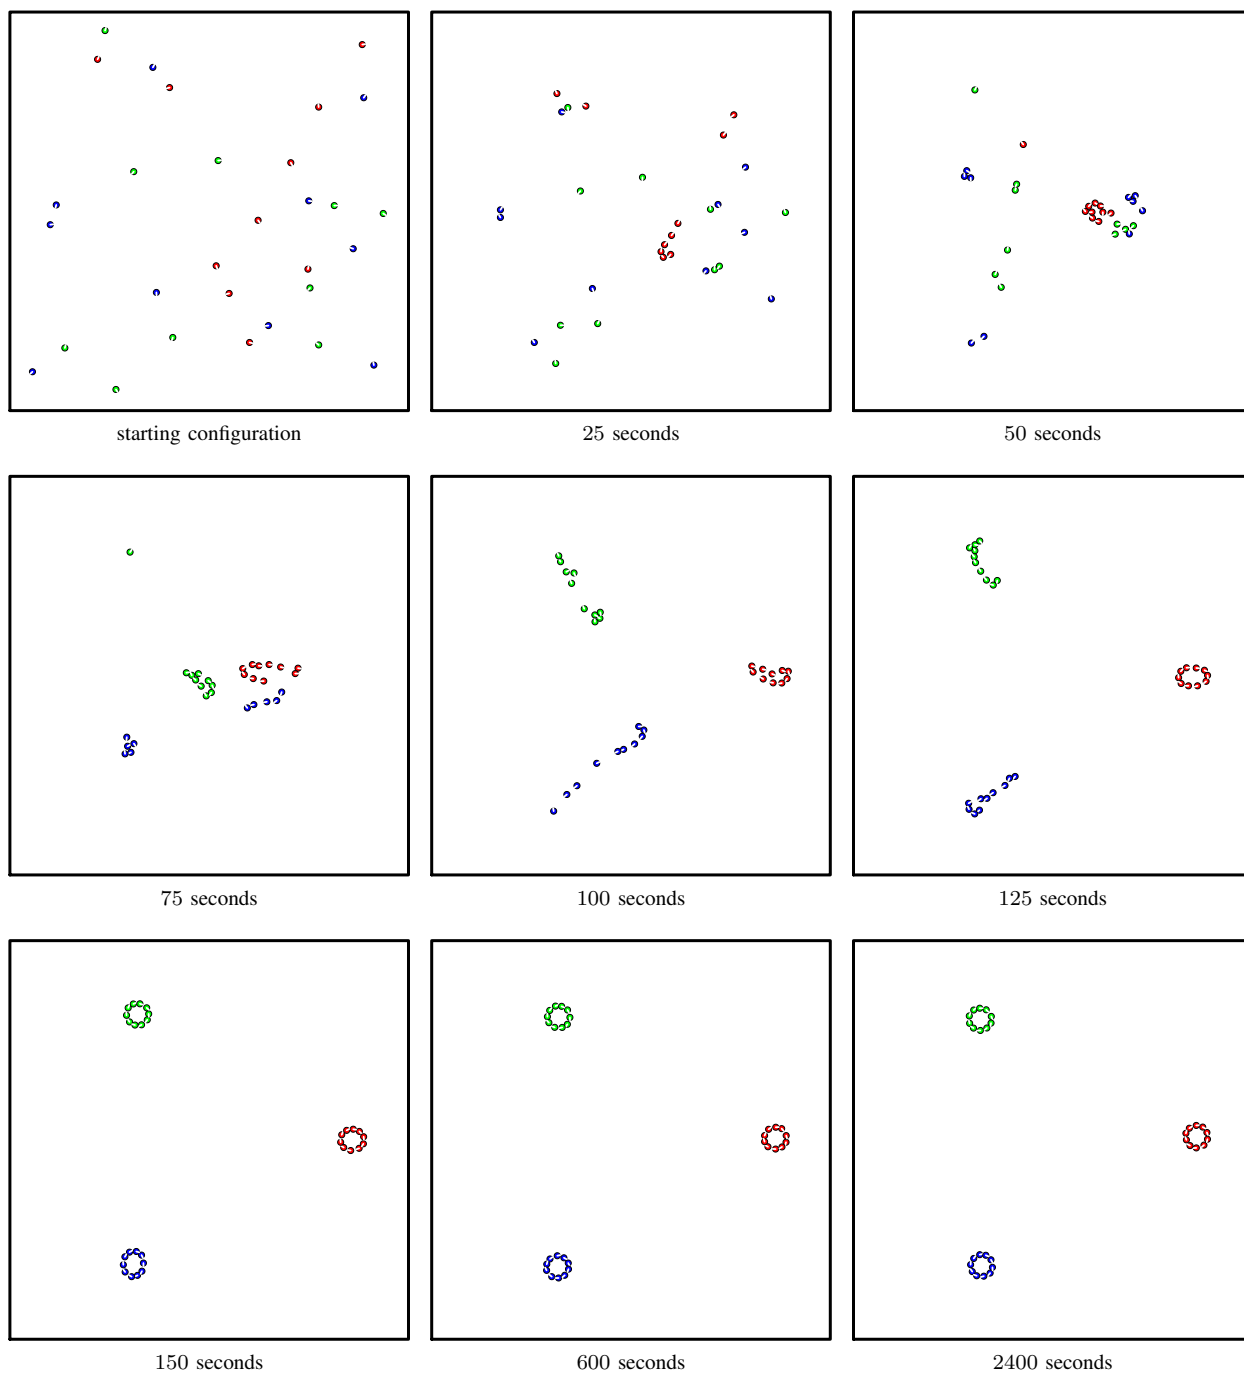 starting configuration
25 seconds
50 seconds
75 seconds
100 seconds
125 seconds
150 seconds
600 seconds
2400 seconds